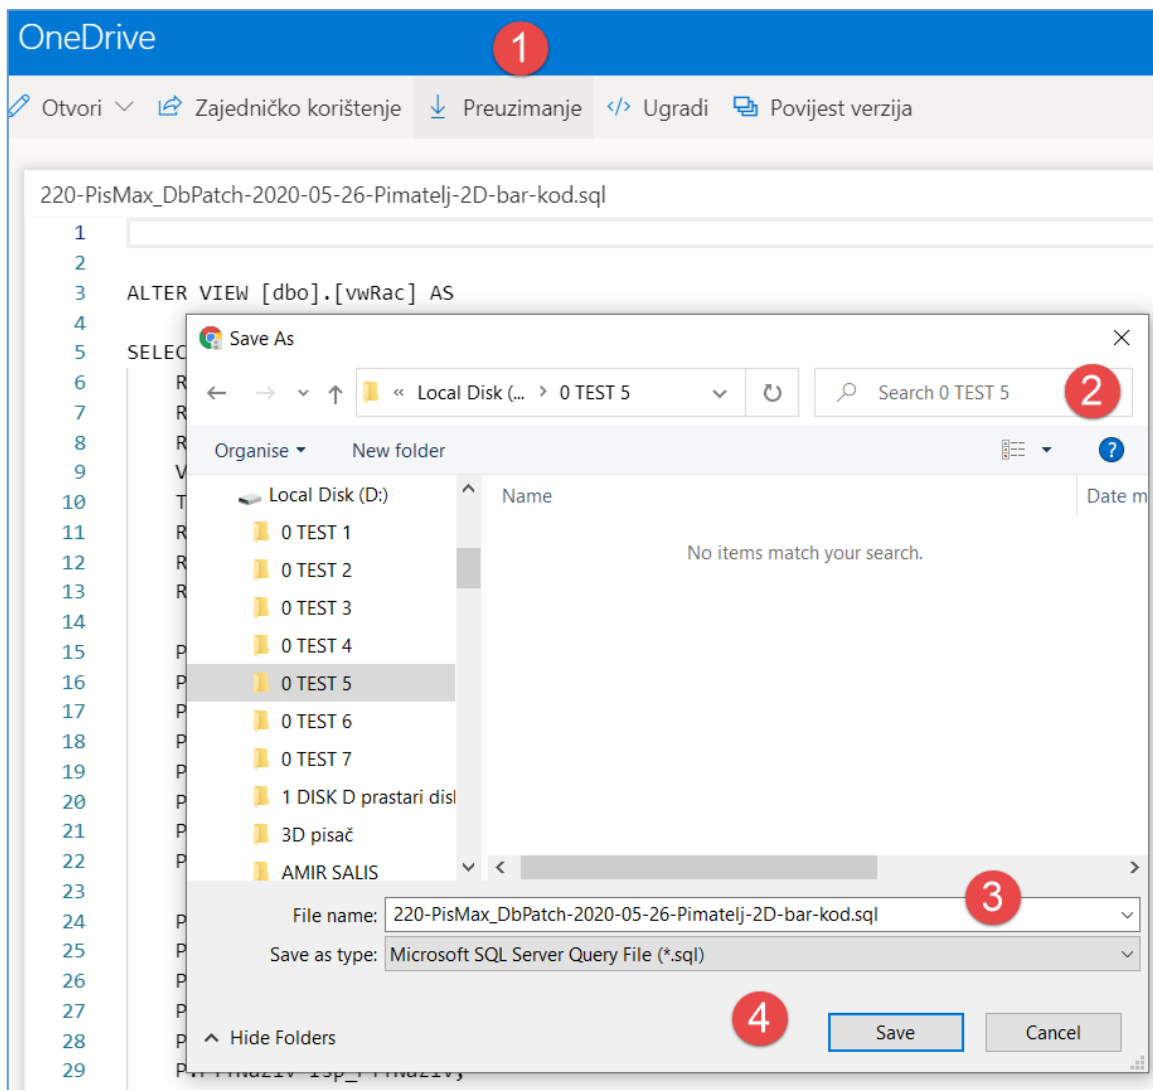 OneDrive
1
Otvori Zajedničko korištenje Preuzimanje </> Ugradi Povijest verzija
220-PisMax_DbPatch-2020-05-26-Pimatelj-2D-bar-kod.sql
1
2
3 ALTER VIEW [dbo].[vwRac] AS
4
Save As
5 SELEC
6 R
« Local Disk (... > 0 TEST 5
Search 0 TEST 5
2
7 R
8 R
Organise New folder
?
9 V
10 T
Local Disk (D:)
Name
Date m
11 R
0 TEST 1
No items match your search.
12 R
0 TEST 2
13 R
0 TEST 3
14
0 TEST 4
15 P
16 P
0 TEST 5
17 P
0 TEST 6
18 P
0 TEST 7
19 P
20 P
1 DISK D prastari disl
21 P
3D pisač
22 P
AMIR SALIS
23
3
24 P
File name: 220-PisMax_DbPatch-2020-05-26-Pimatelj-2D-bar-kod.sql
25 P
Save as type: Microsoft SQL Server Query File (*.sql)
26 P
27 P
4
28 P
Hide Folders
Save
Cancel
29